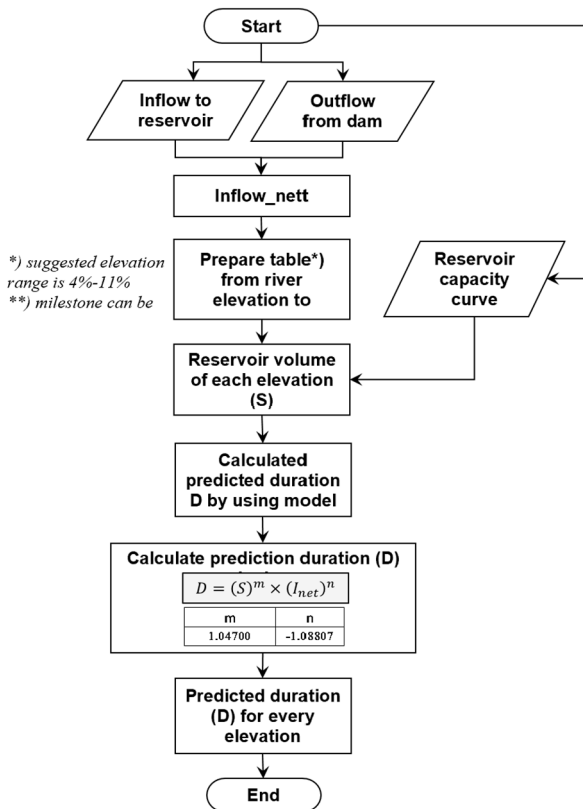 Start
Inflow to
reservoir
Outflow
from dam
Inflow_nett
*) suggested elevation
range is 4%-11%
**) milestone can be
Prepare table*)
from river
elevation to
Reservoir
capacity
curve
Reservoir volume
of each elevation
(S)
Calculated
predicted duration
D by using model
Calculate prediction duration (D)
D = (S)^m × (I_net)^n
m n
1.04700 -1.08807
Predicted duration
(D) for every
elevation
End